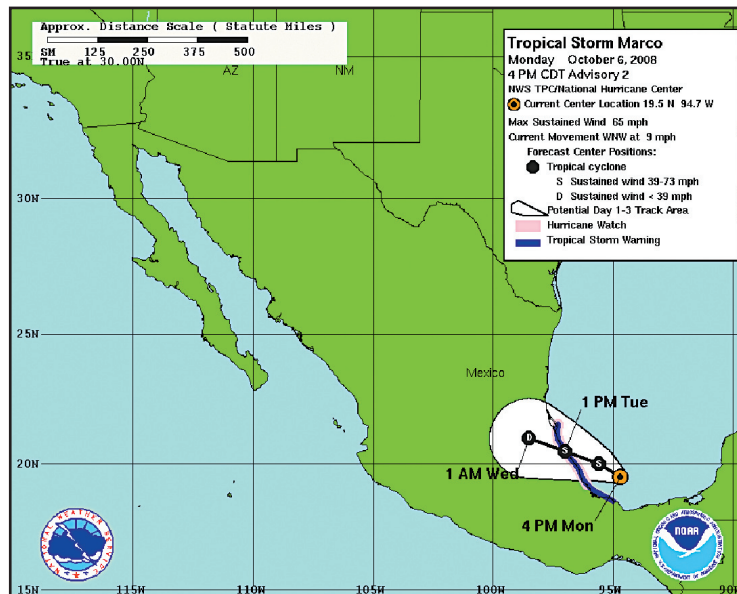 Approx. Distance Scale ( Statute Miles )
SM 125 250 375 500
True at 30.00N
Tropical Storm Marco
Monday October 6, 2008
4 PM CDT Advisory 2
NWS TPC/National Hurricane Center
Current Center Location 19.5 N 94.7 W
Max Sustained Wind 65 mph
Current Movement WNW at 9 mph
Forecast Center Positions:
Tropical cyclone
S Sustained wind 39-73 mph
D Sustained wind < 39 mph
Potential Day 1-3 Track Area
Hurricane Watch
Tropical Storm Warning
35
AZ
NM
30N
25N
Mexico
1 PM Tue
D
S
S
20N
1 AM Wed
4 PM Mon
NATIONAL WEATHER SERVICE
NOAA
15N
115W
110W
105W
100W
95W
90